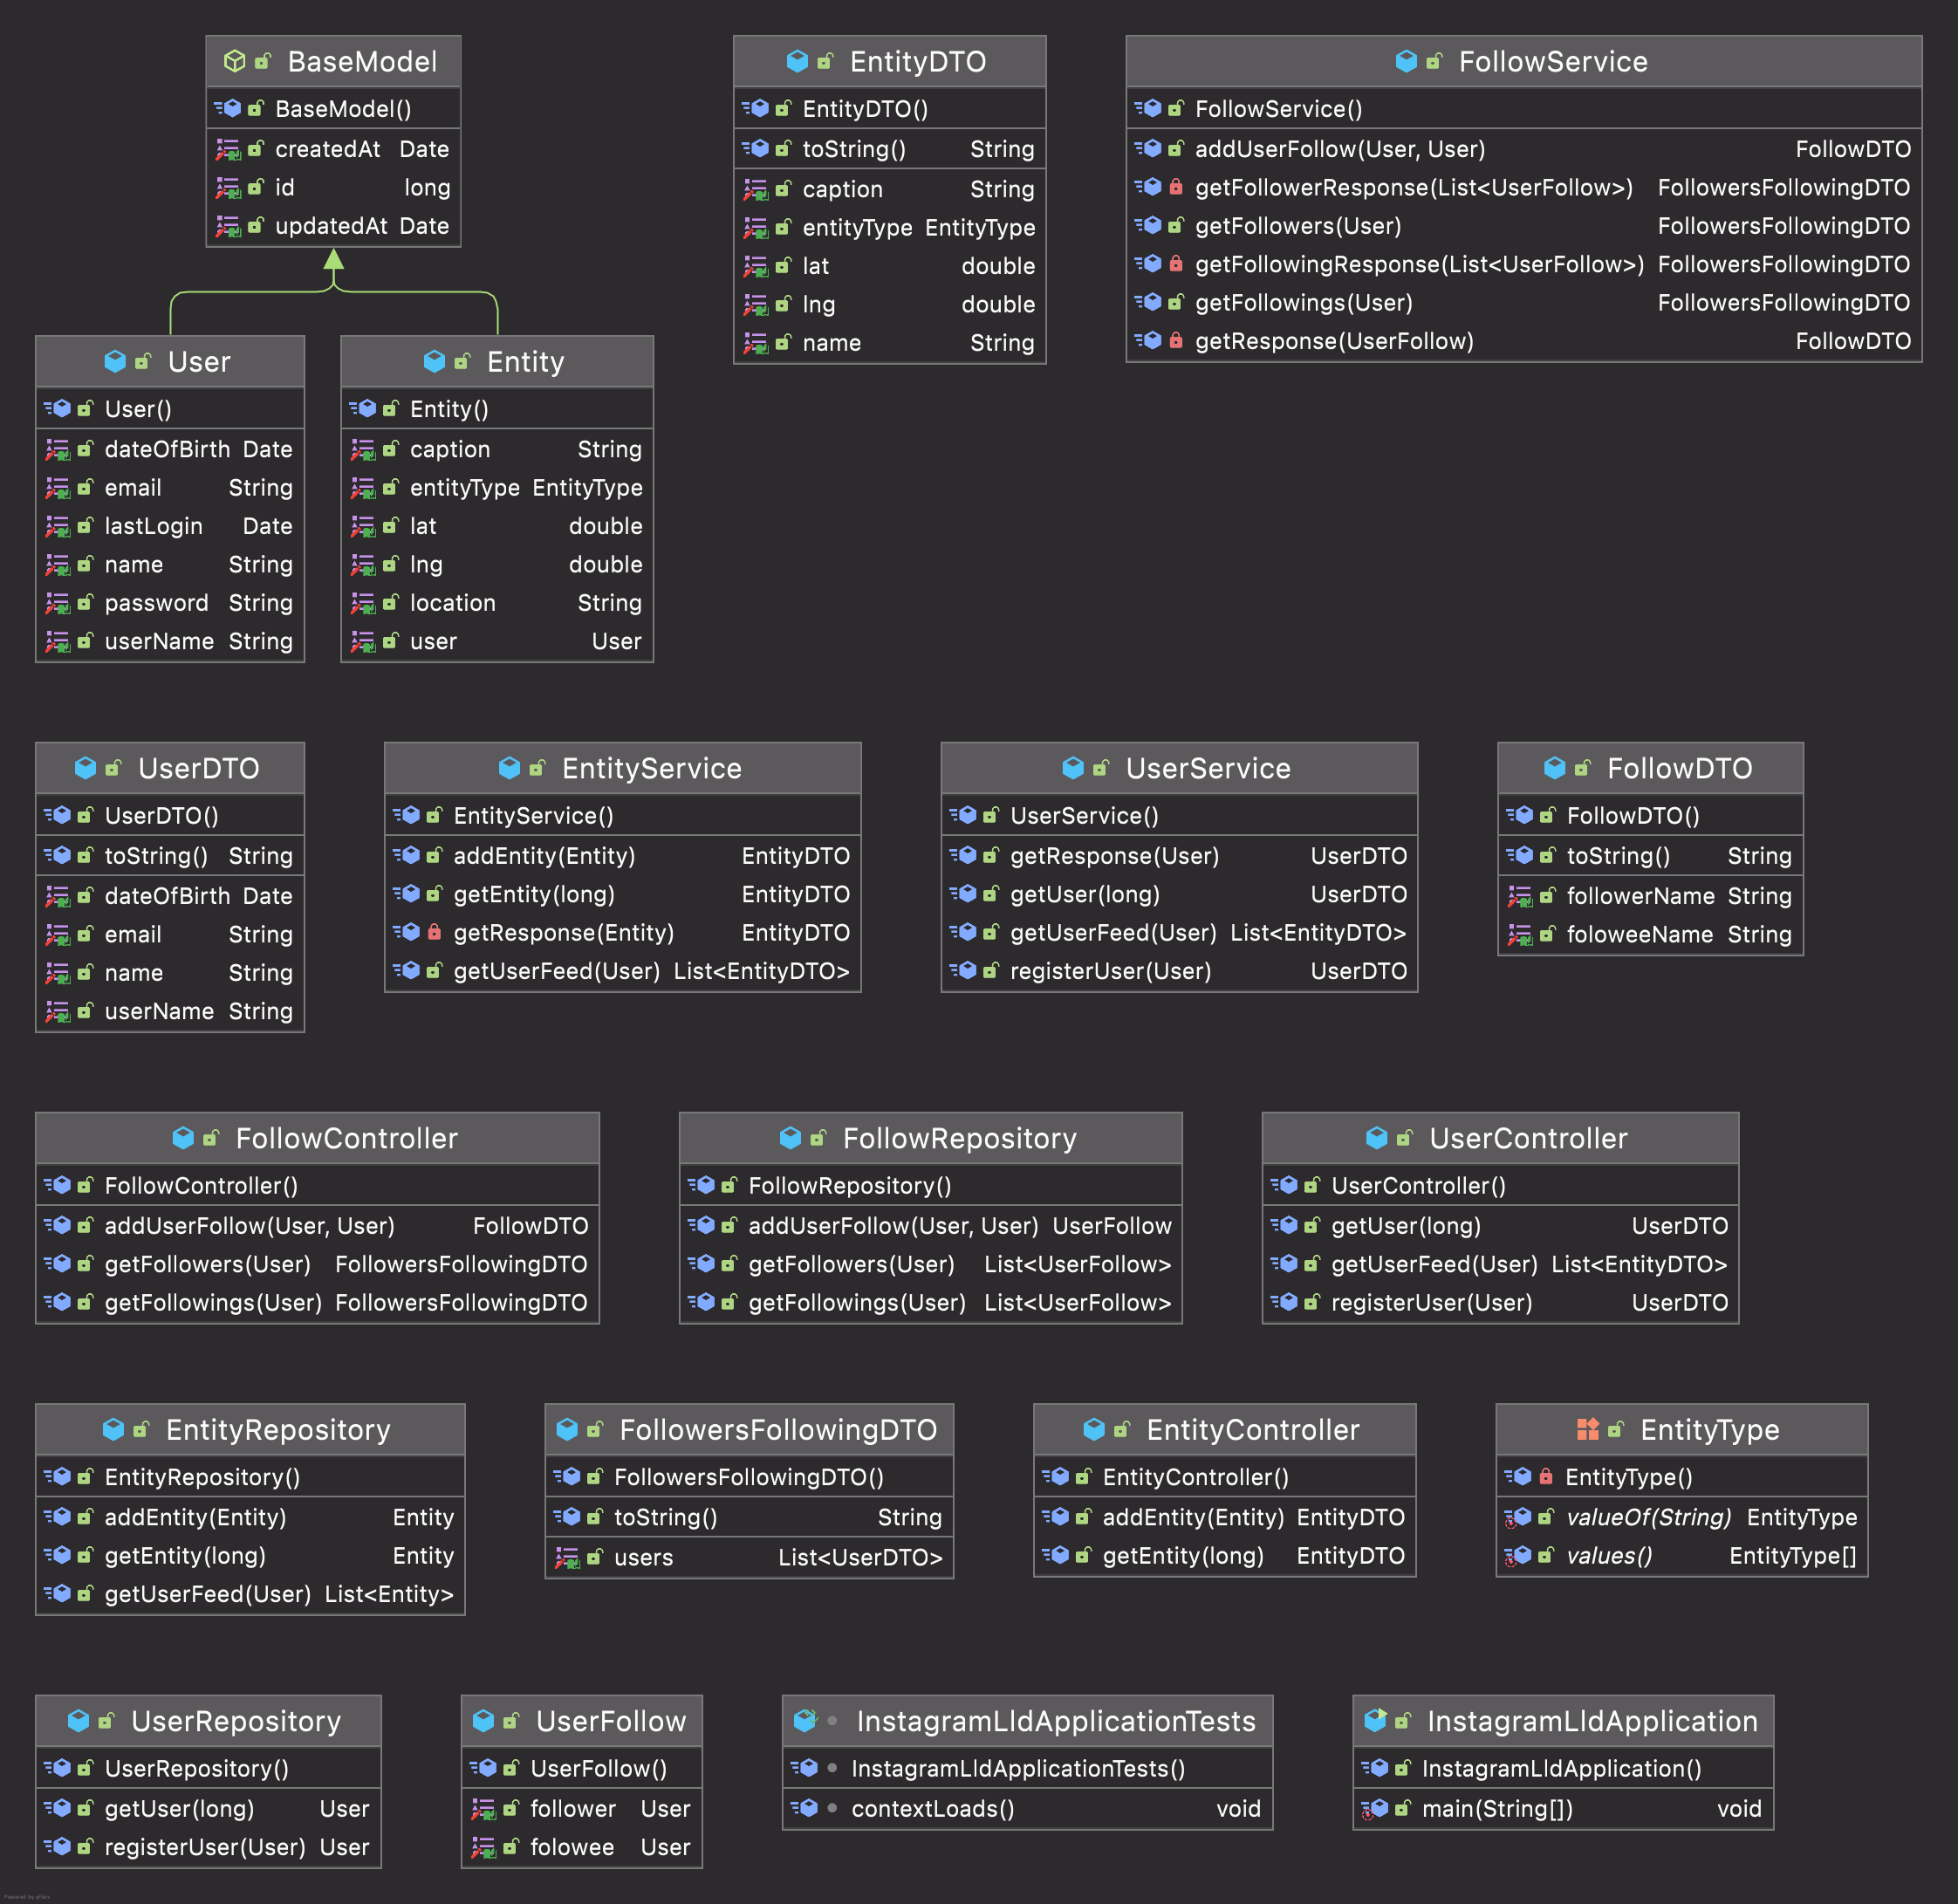 BaseModel
BaseModel()
createdAt Date
id long
updatedAt Date
EntityDTO
EntityDTO()
toString() String
caption String
entityType EntityType
lat double
lng double
name String
FollowService
FollowService()
addUserFollow(User, User) FollowDTO
getFollowerResponse(List<UserFollow>) FollowersFollowingDTO
getFollowers(User) FollowersFollowingDTO
getFollowingResponse(List<UserFollow>) FollowersFollowingDTO
getFollowings(User) FollowersFollowingDTO
getResponse(UserFollow) FollowDTO
User
User()
dateOfBirth Date
email String
lastLogin Date
name String
password String
userName String
Entity
Entity()
caption String
entityType EntityType
lat double
lng double
location String
user User
UserDTO
UserDTO()
toString() String
dateOfBirth Date
email String
name String
userName String
EntityService
EntityService()
addEntity(Entity) EntityDTO
getEntity(long) EntityDTO
getResponse(Entity) EntityDTO
getUserFeed(User) List<EntityDTO>
UserService
UserService()
getResponse(User) UserDTO
getUser(long) UserDTO
getUserFeed(User) List<EntityDTO>
registerUser(User) UserDTO
FollowDTO
FollowDTO()
toString() String
followerName String
foloweeName String
FollowController
FollowController()
addUserFollow(User, User) FollowDTO
getFollowers(User) FollowersFollowingDTO
getFollowings(User) FollowersFollowingDTO
FollowRepository
FollowRepository()
addUserFollow(User, User) UserFollow
getFollowers(User) List<UserFollow>
getFollowings(User) List<UserFollow>
UserController
UserController()
getUser(long) UserDTO
getUserFeed(User) List<EntityDTO>
registerUser(User) UserDTO
EntityRepository
EntityRepository()
addEntity(Entity) Entity
getEntity(long) Entity
getUserFeed(User) List<Entity>
FollowersFollowingDTO
FollowersFollowingDTO()
toString() String
users List<UserDTO>
EntityController
EntityController()
addEntity(Entity) EntityDTO
getEntity(long) EntityDTO
EntityType
EntityType()
valueOf(String) EntityType
values() EntityType[]
UserRepository
UserRepository()
getUser(long) User
registerUser(User) User
UserFollow
UserFollow()
follower User
folowee User
InstagramLldApplicationTests
InstagramLldApplicationTests()
contextLoads() void
InstagramLldApplication
InstagramLldApplication()
main(String[]) void
Powered by yFiles